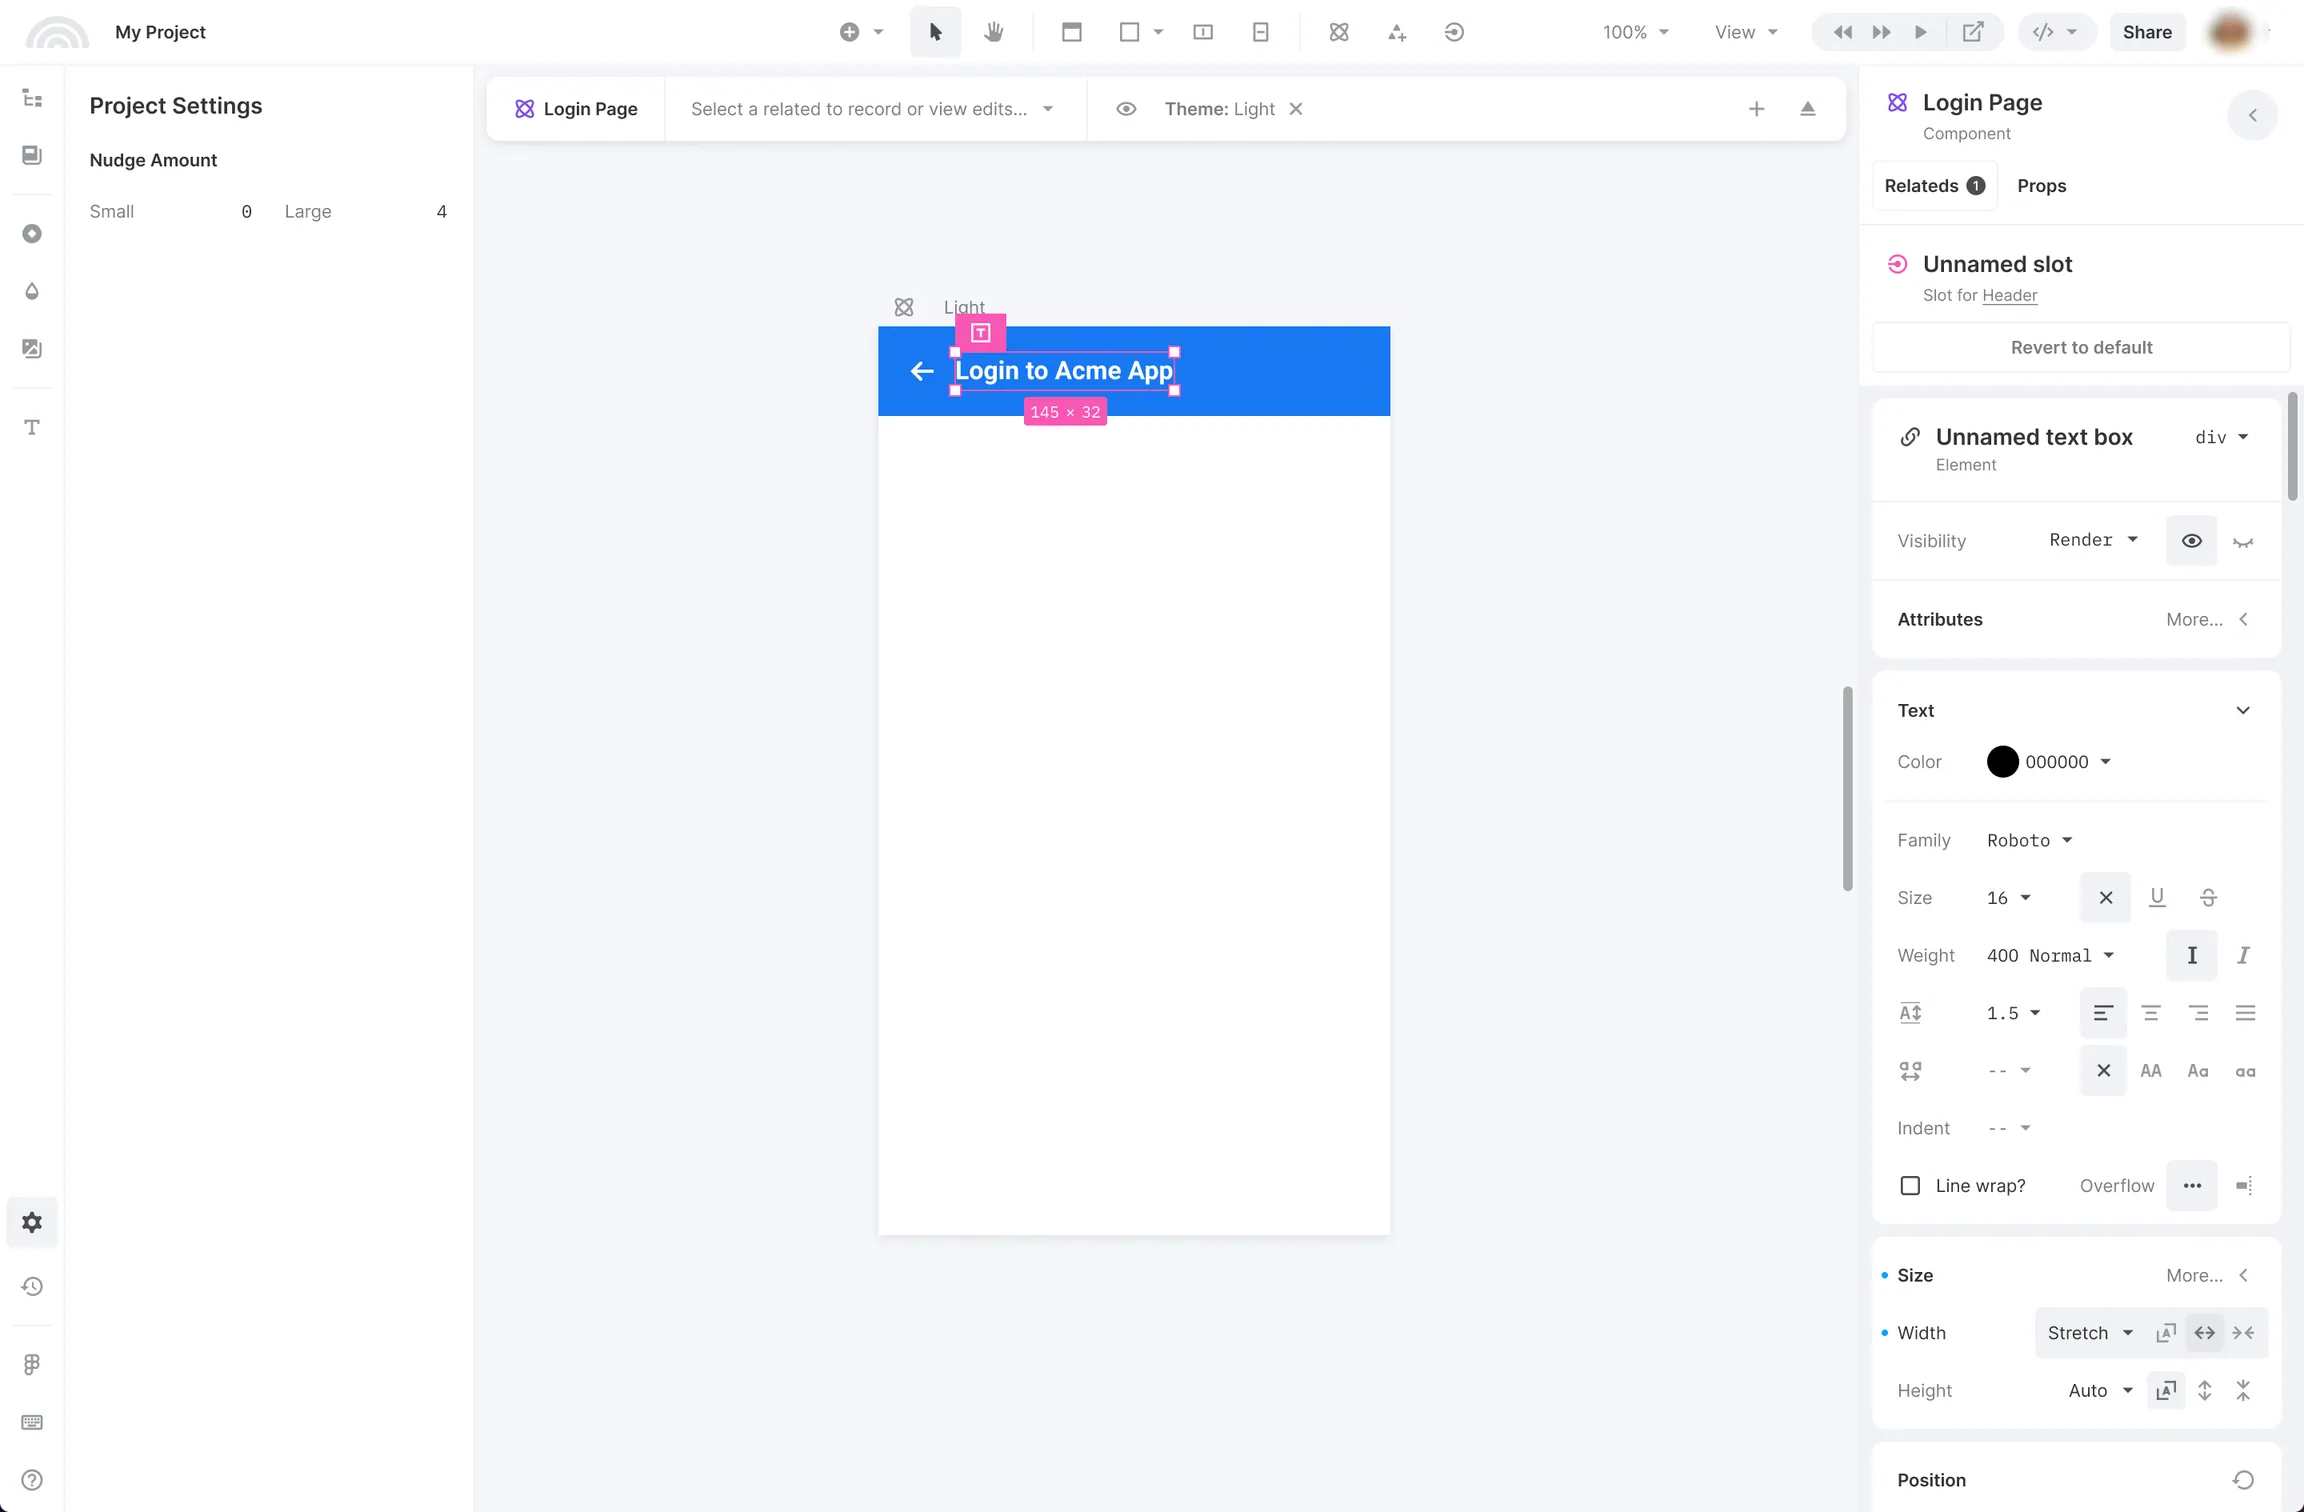 My Project
100%
View
Share
Project Settings
Nudge Amount
Small 0 Large 4
Login Page
Select a related to record or view edits...
Theme: Light
Light
Login to Acme App
145 × 32
Login Page
Component
Relateds 1
Props
Unnamed slot
Slot for Header
Revert to default
Unnamed text box
div
Element
Visibility Render
Attributes More...
Text
Color 000000
Family Roboto
Size 16
Weight 400 Normal
1.5
-- AA Aa aa
Indent --
Line wrap? Overflow
Size More...
Width Stretch
Height Auto
Position